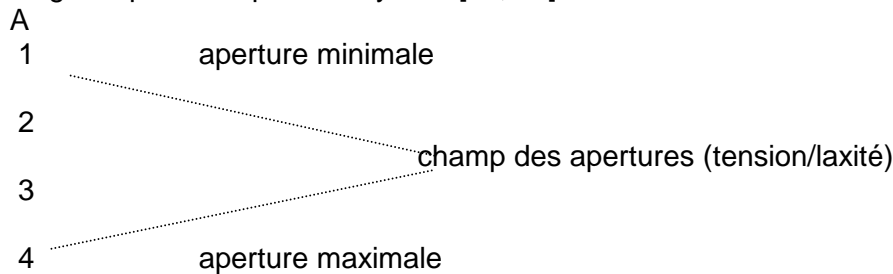 A
1 aperture minimale
2
champ des apertures (tension/laxité)
3
4 aperture maximale